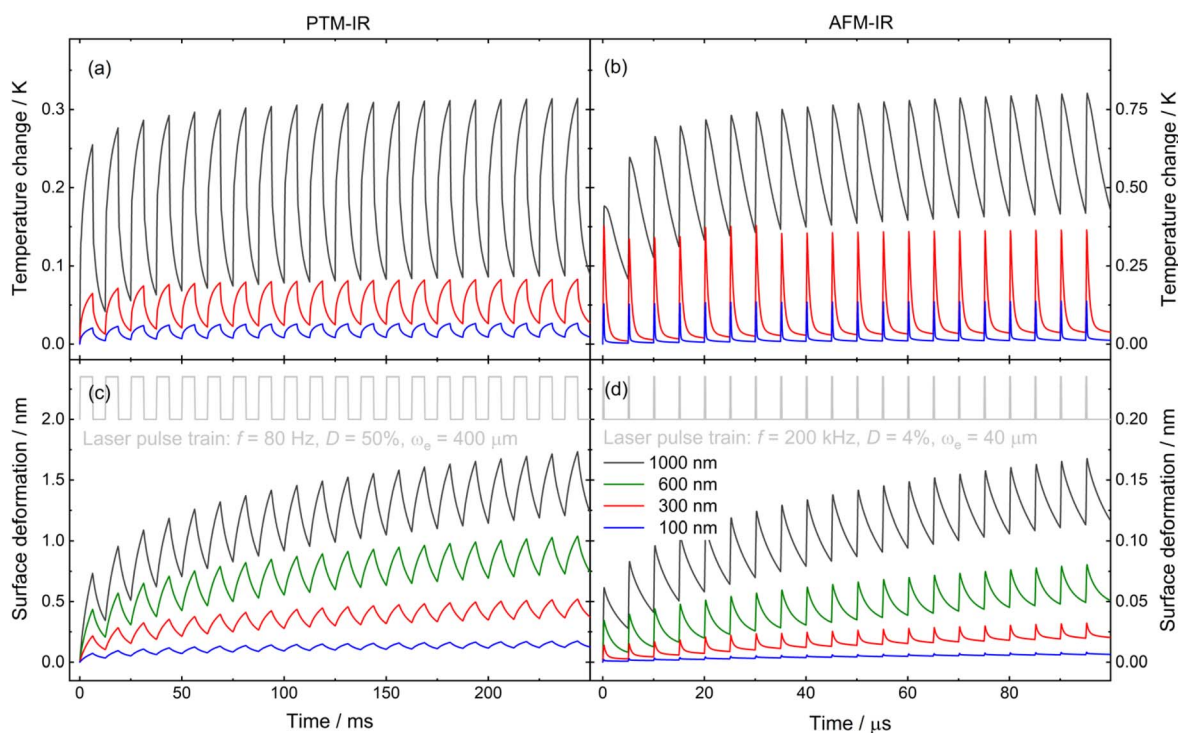 PTM-IR
AFM-IR
(a)
(b)
Temperature change / K
0.3
0.2
0.1
0.0
0.75
0.50
0.25
0.00
Temperature change / K
(c)
(d)
Laser pulse train: f = 80 Hz, D = 50%, ωe = 400 μm
Laser pulse train: f = 200 kHz, D = 4%, ωe = 40 μm
1000 nm
600 nm
300 nm
100 nm
Surface deformation / nm
2.0
1.5
1.0
0.5
0.0
0.20
0.15
0.10
0.05
0.00
Surface deformation / nm
0 50 100 150 200
0 20 40 60 80
Time / ms
Time / μs